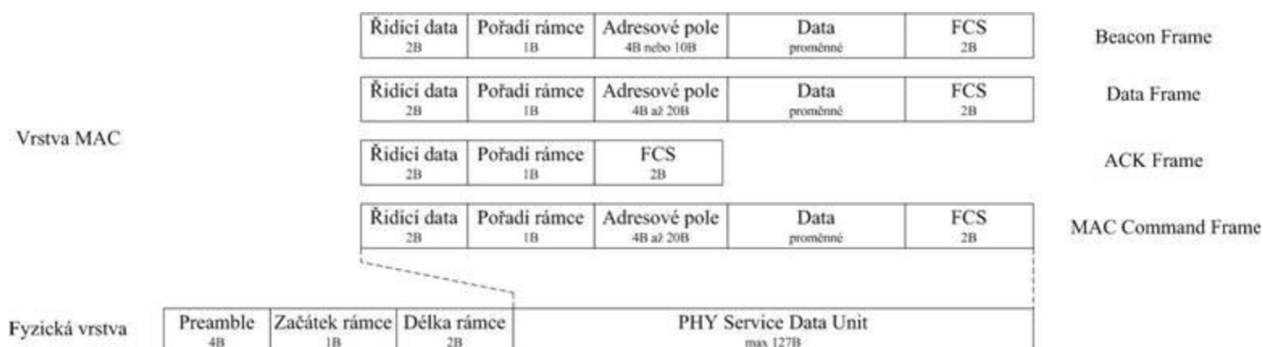 Řidící data Pořadí rámce Adresové pole Data FCS
2B 1B 4B nebo 10B proměnné 2B
Beacon Frame
Řidící data Pořadí rámce Adresové pole Data FCS
2B 1B 4B až 20B proměnné 2B
Data Frame
Vrstva MAC
Řidící data Pořadí rámce FCS
2B 1B 2B
ACK Frame
Řidící data Pořadí rámce Adresové pole Data FCS
2B 1B 4B až 20B proměnné 2B
MAC Command Frame
Fyzická vrstva
Preamble Začátek rámce Délka rámce PHY Service Data Unit
4B 1B 2B max 127B